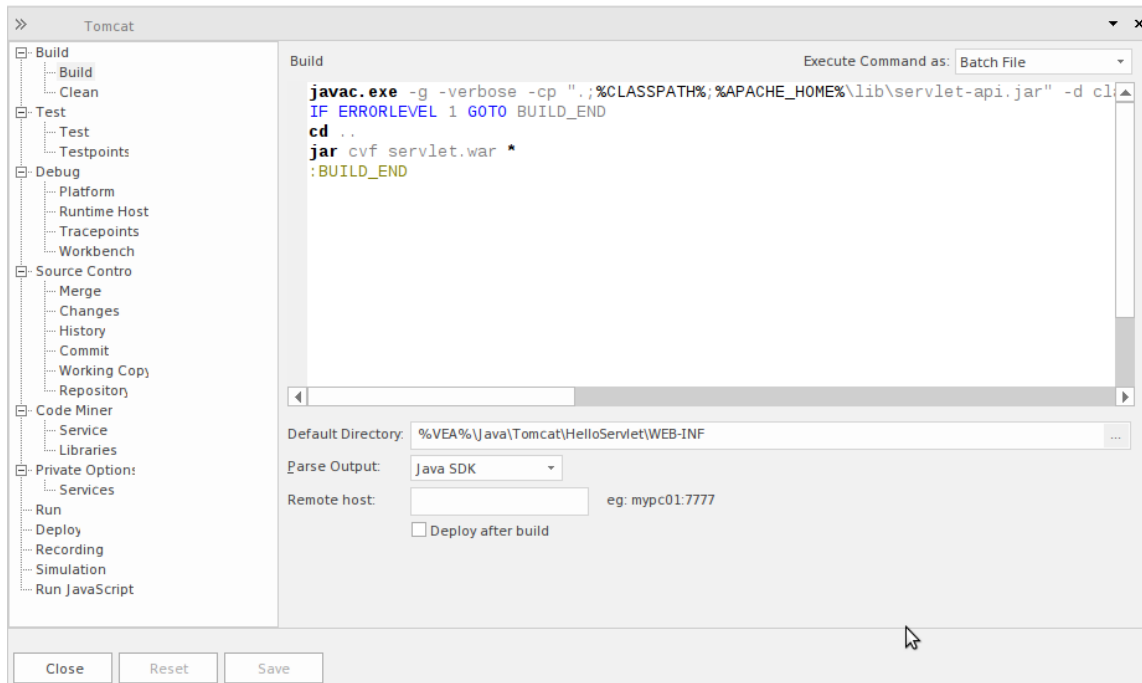 Tomcat
Build
Build
Clean
Test
Test
Testpoints
Debug
Platform
Runtime Host
Tracepoints
Workbench
Source Contro
Merge
Changes
History
Commit
Working Copy
Repository
Code Miner
Service
Libraries
Private Options
Services
Run
Deploy
Recording
Simulation
Run JavaScript
Build
Execute Command as: Batch File
javac.exe -g -verbose -cp ".;%CLASSPATH%;%APACHE_HOME%\lib\servlet-api.jar" -d cla
IF ERRORLEVEL 1 GOTO BUILD_END
cd ..
jar cvf servlet.war *
:BUILD_END
Default Directory: %VEA%\Java\Tomcat\HelloServlet\WEB-INF ...
Parse Output: Java SDK
Remote host: eg: mypc01:7777
Deploy after build
Close Reset Save